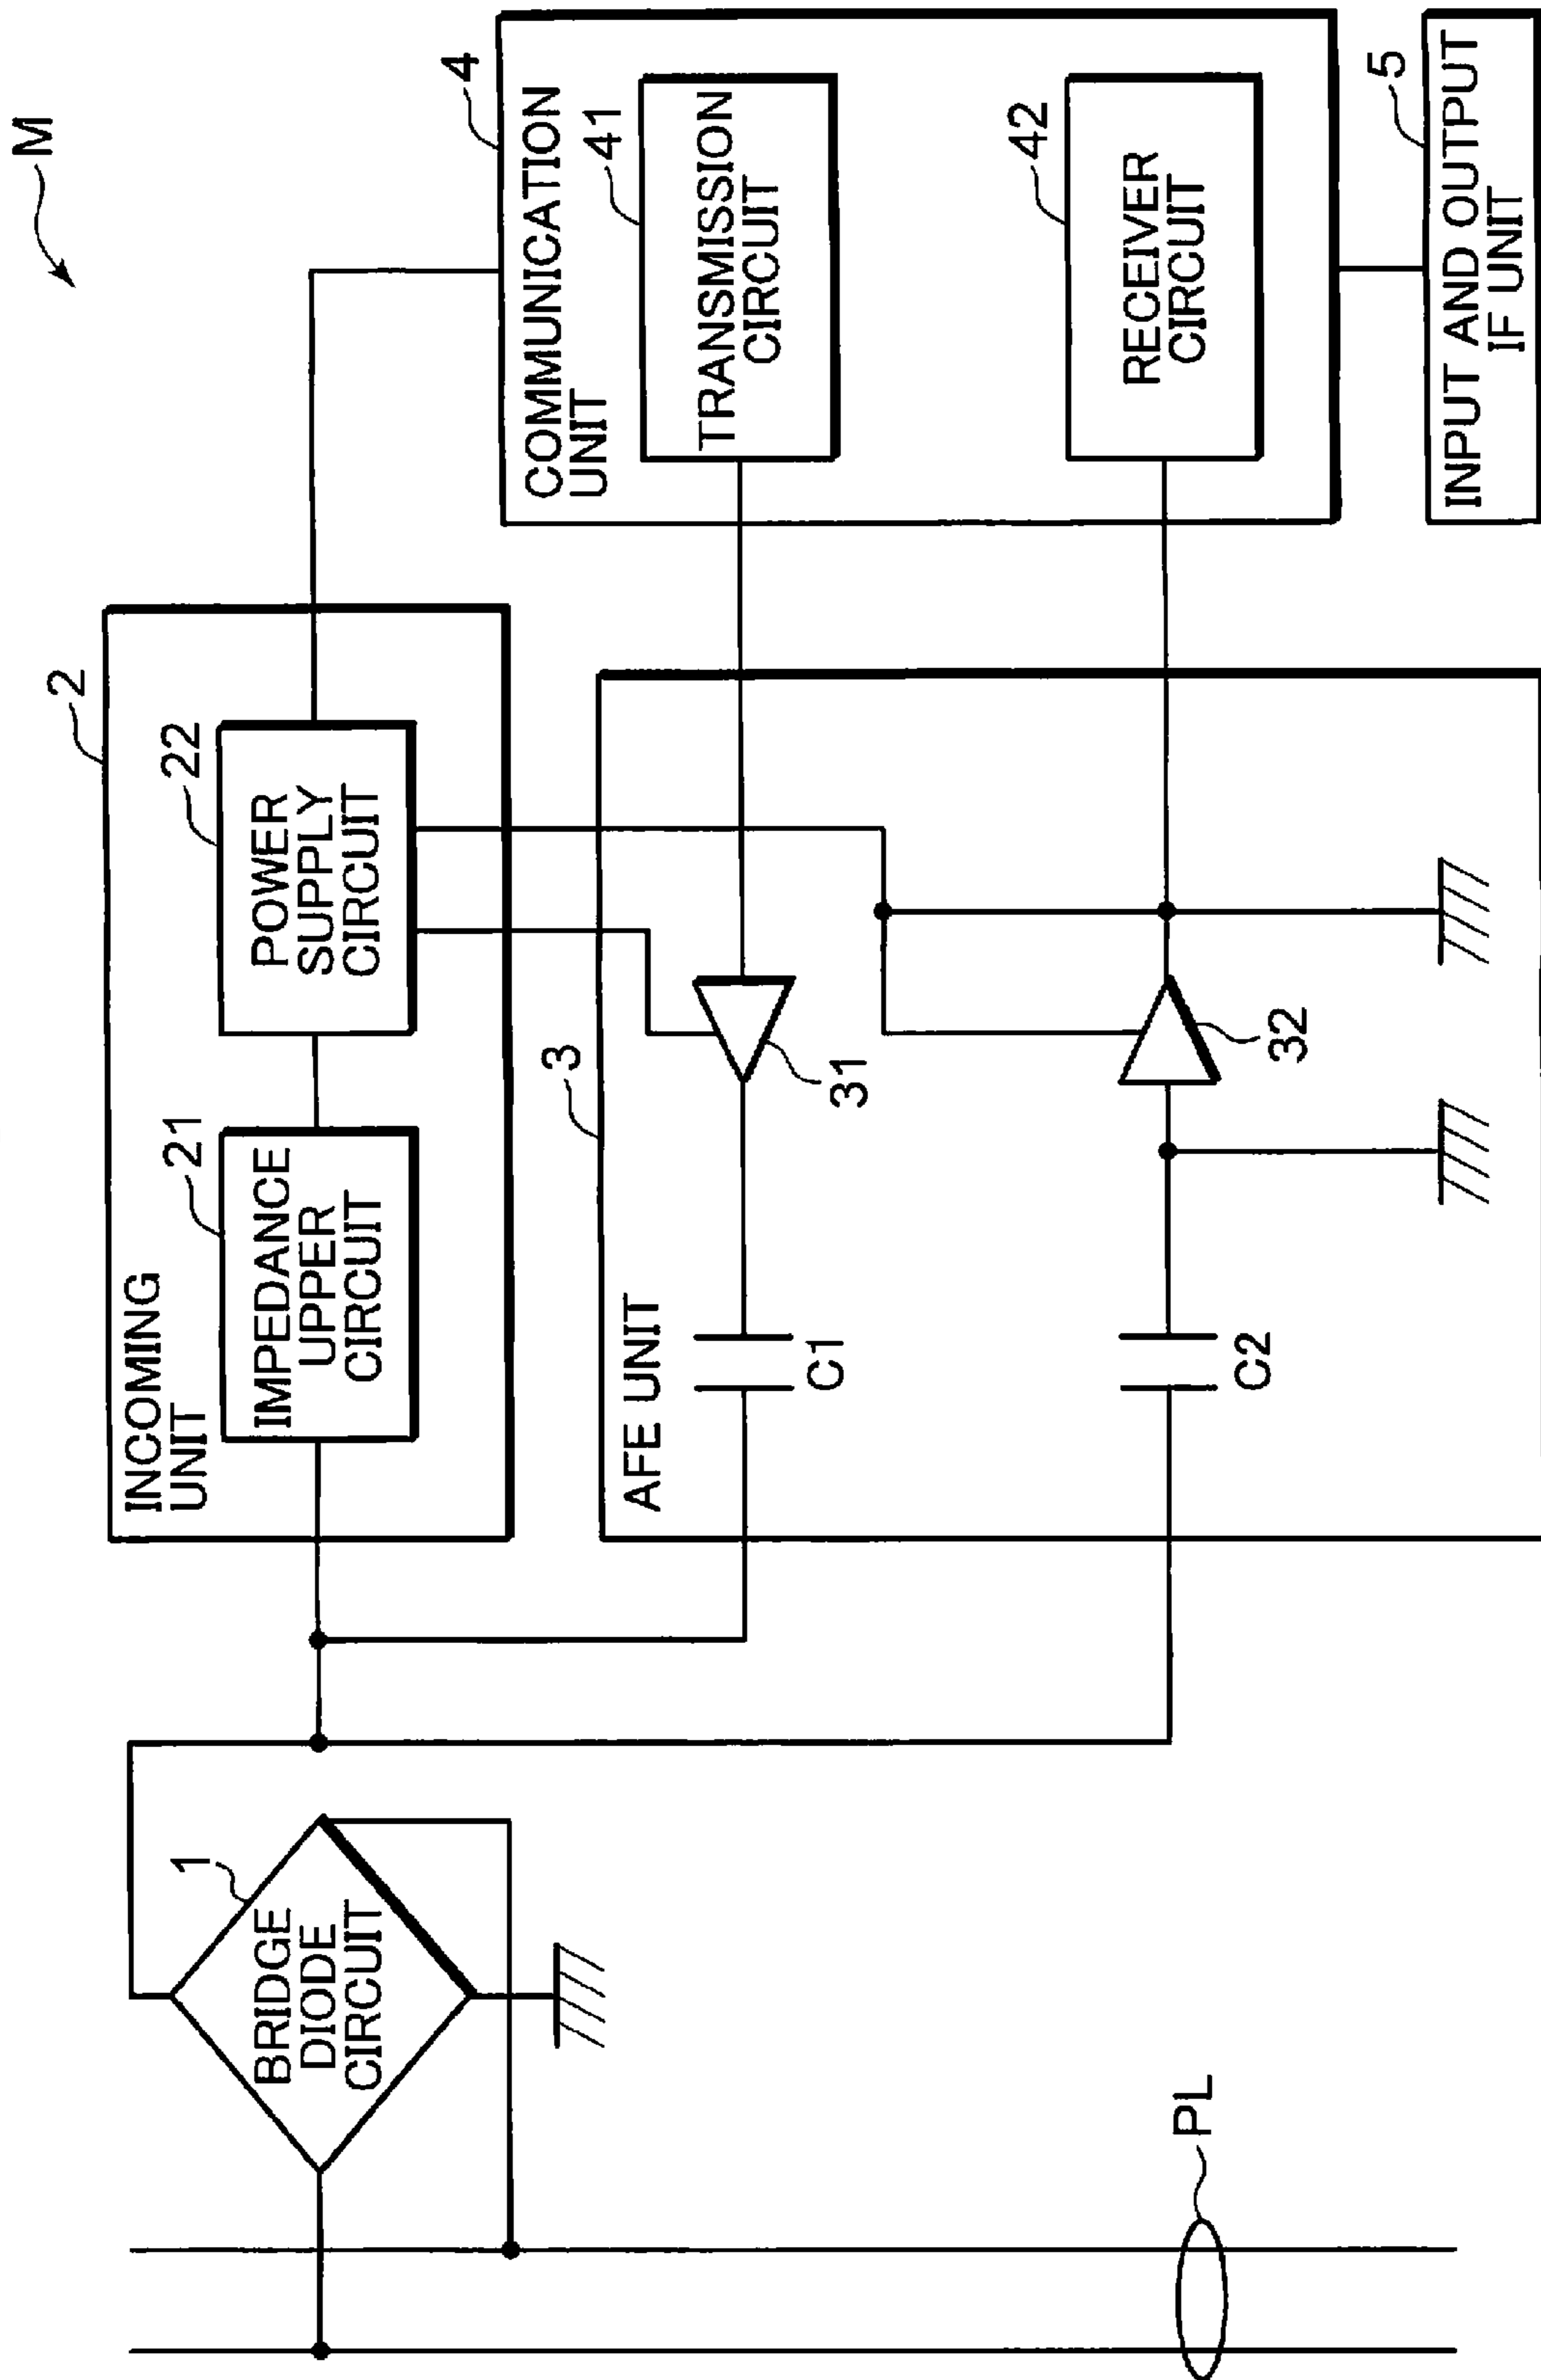 M
PL
1
BRIDGE
DIODE
CIRCUIT
2
INCOMING
UNIT
21
IMPEDANCE
UPPER
CIRCUIT
22
POWER
SUPPLY
CIRCUIT
3
AFE UNIT
C1
31
C2
32
4
COMMUNICATION
UNIT
41
TRANSMISSION
CIRCUIT
42
RECEIVER
CIRCUIT
5
INPUT AND OUTPUT
IF UNIT